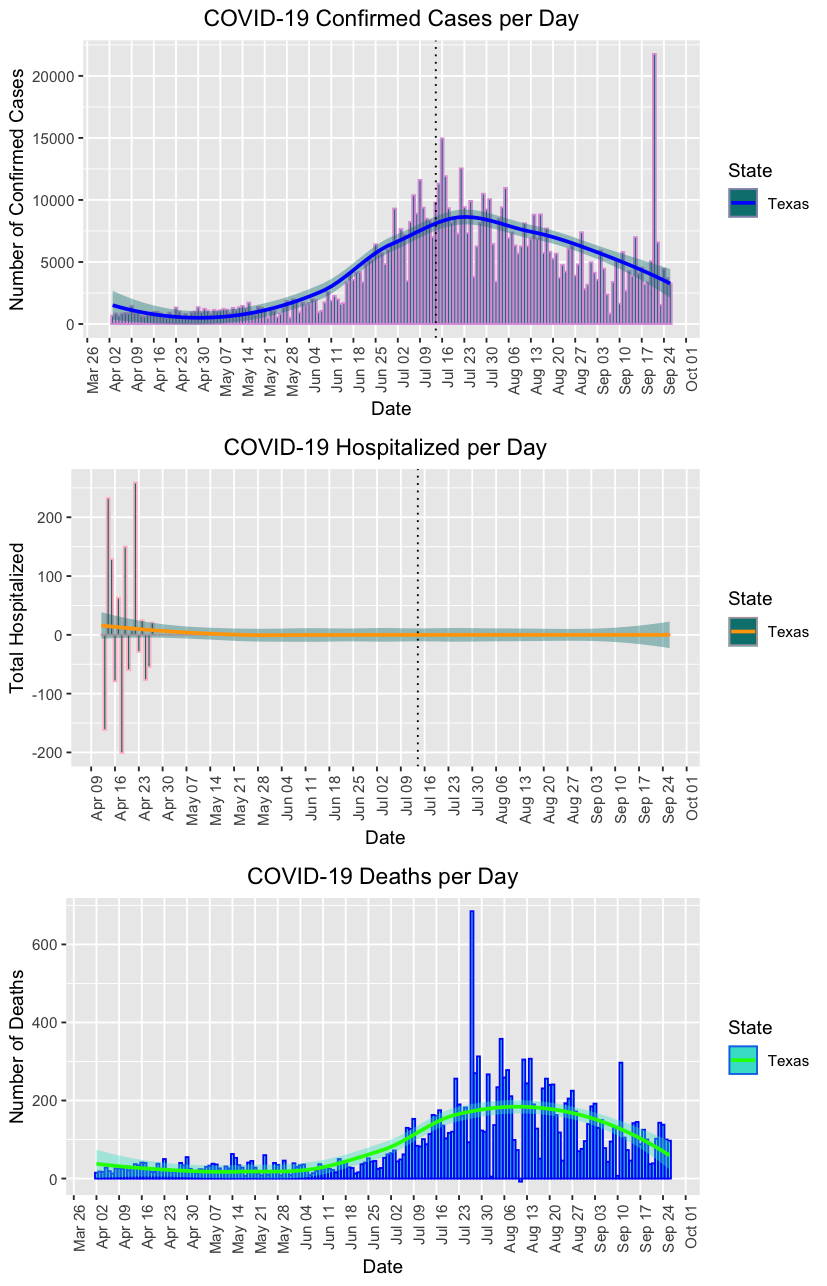 COVID-19 Confirmed Cases per Day
Number of Confirmed Cases
20000
15000
10000
5000
0
Mar 26
Apr 02
Apr 09
Apr 16
Apr 23
Apr 30
May 07
May 14
May 21
May 28
Jun 04
Jun 11
Jun 18
Jun 25
Jul 02
Jul 09
Jul 16
Jul 23
Jul 30
Aug 06
Aug 13
Aug 20
Aug 27
Sep 03
Sep 10
Sep 17
Sep 24
Oct 01
Date
State
Texas
COVID-19 Hospitalized per Day
Total Hospitalized
200
100
0
-100
-200
Apr 09
Apr 16
Apr 23
Apr 30
May 07
May 14
May 21
May 28
Jun 04
Jun 11
Jun 18
Jun 25
Jul 02
Jul 09
Jul 16
Jul 23
Jul 30
Aug 06
Aug 13
Aug 20
Aug 27
Sep 03
Sep 10
Sep 17
Sep 24
Oct 01
Date
State
Texas
COVID-19 Deaths per Day
Number of Deaths
600
400
200
0
Mar 26
Apr 02
Apr 09
Apr 16
Apr 23
Apr 30
May 07
May 14
May 21
May 28
Jun 04
Jun 11
Jun 18
Jun 25
Jul 02
Jul 09
Jul 16
Jul 23
Jul 30
Aug 06
Aug 13
Aug 20
Aug 27
Sep 03
Sep 10
Sep 17
Sep 24
Oct 01
Date
State
Texas